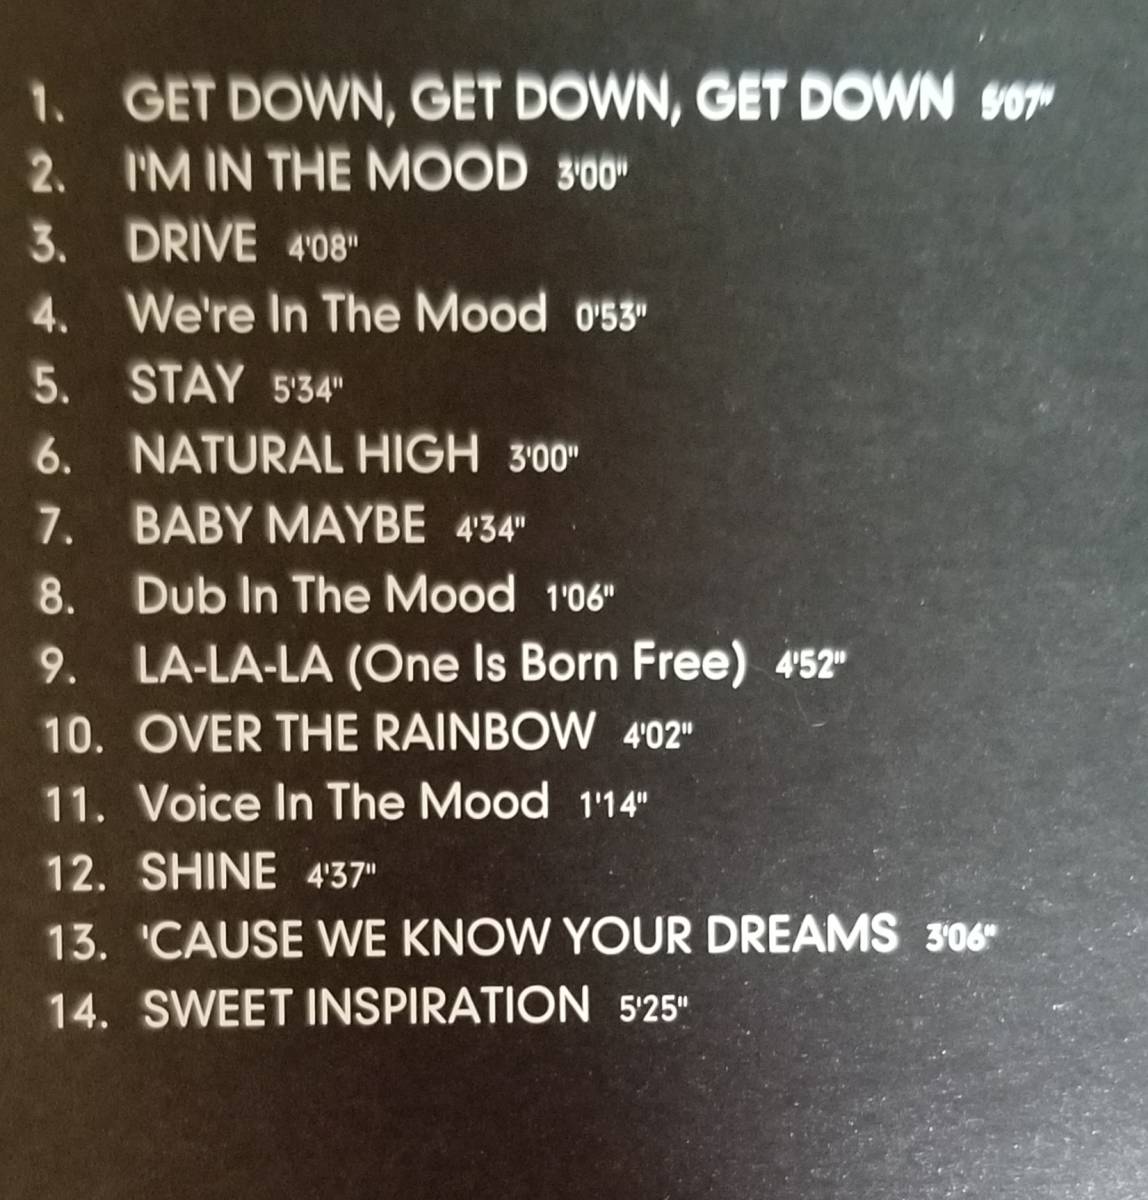 1. GET DOWN, GET DOWN, GET DOWN 5'07"
2. I'M IN THE MOOD 3'00"
3. DRIVE 4'08"
4. We're In The Mood 0'53"
5. STAY 5'34"
6. NATURAL HIGH 3'00"
7. BABY MAYBE 4'34"
8. Dub In The Mood 1'06"
9. LA-LA-LA (One Is Born Free) 4'52"
10. OVER THE RAINBOW 4'02"
11. Voice In The Mood 1'14"
12. SHINE 4'37"
13. 'CAUSE WE KNOW YOUR DREAMS 3'06"
14. SWEET INSPIRATION 5'25"